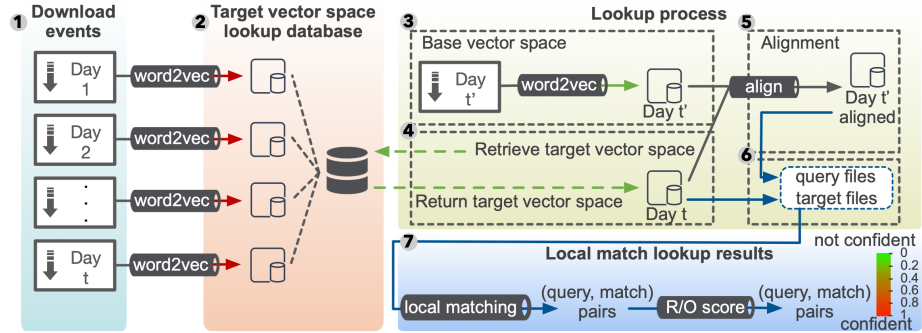 1
Download
events
Day
1
word2vec
Day
2
word2vec
.
.
.
word2vec
Day
t
word2vec
2
Target vector space
lookup database
Lookup process
3
Base vector space
Day
t'
word2vec
Day t'
4
Retrieve target vector space
Return target vector space
Day t
5
Alignment
align
Day t'
aligned
6
query files
target files
7
Local match lookup results
local matching
(query, match)
pairs
R/O score
(query, match)
pairs
not confident
0
0.2
0.4
0.6
0.8
1
confident